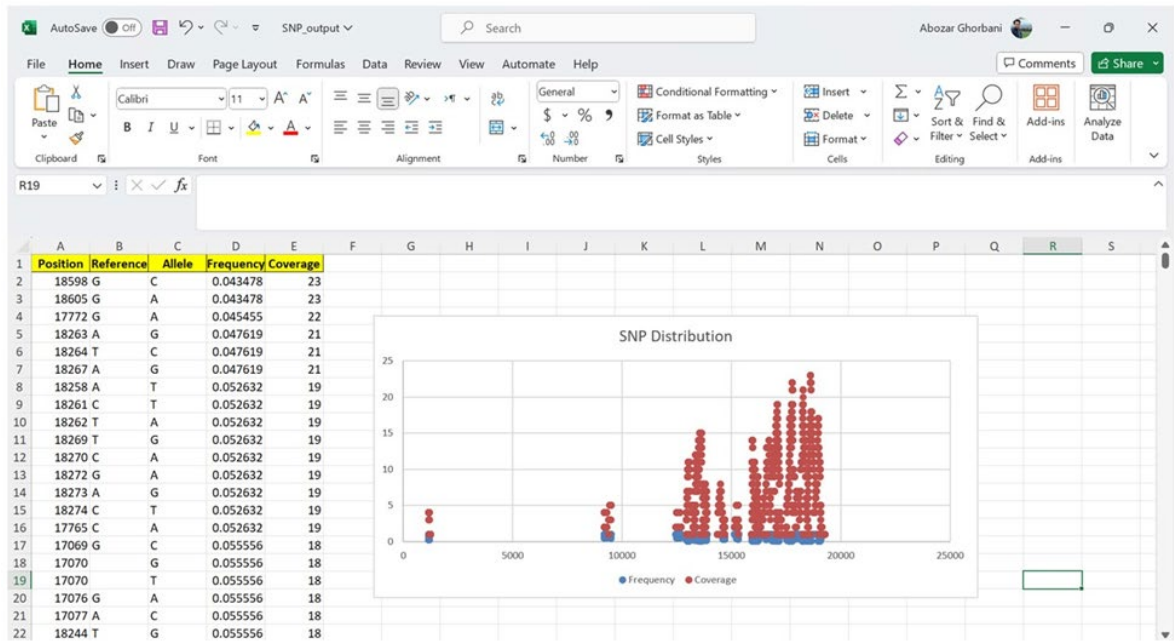 AutoSave Off SNP_output Search Abozar Ghorbani
File Home Insert Draw Page Layout Formulas Data Review View Automate Help Comments Share
Paste Calibri 11 A A ab General Conditional Formatting Insert Σ Sort & Find & Add-ins Analyze
B I U A $ % Format as Table Delete Filter Select Data
Cell Styles Format
Clipboard Font Alignment Number Styles Cells Editing Add-ins
R19 fx
A B C D E F G H I J K L M N O P Q R S
1 Position Reference Allele Frequency Coverage
2 18598 G C 0.043478 23
3 18605 G A 0.043478 23
4 17772 G A 0.045455 22
5 18263 A G 0.047619 21
6 18264 T C 0.047619 21
7 18267 A G 0.047619 21
8 18258 A T 0.052632 19
9 18261 C T 0.052632 19
10 18262 T A 0.052632 19
11 18269 T G 0.052632 19
12 18270 C A 0.052632 19
13 18272 G A 0.052632 19
14 18273 A G 0.052632 19
15 18274 C T 0.052632 19
16 17765 C A 0.052632 19
17 17069 G C 0.055556 18
18 17070 G 0.055556 18
19 17070 T 0.055556 18
20 17076 G A 0.055556 18
21 17077 A C 0.055556 18
22 18244 T G 0.055556 18
SNP Distribution
25
20
15
10
5
0
0 5000 10000 15000 20000 25000
Frequency Coverage